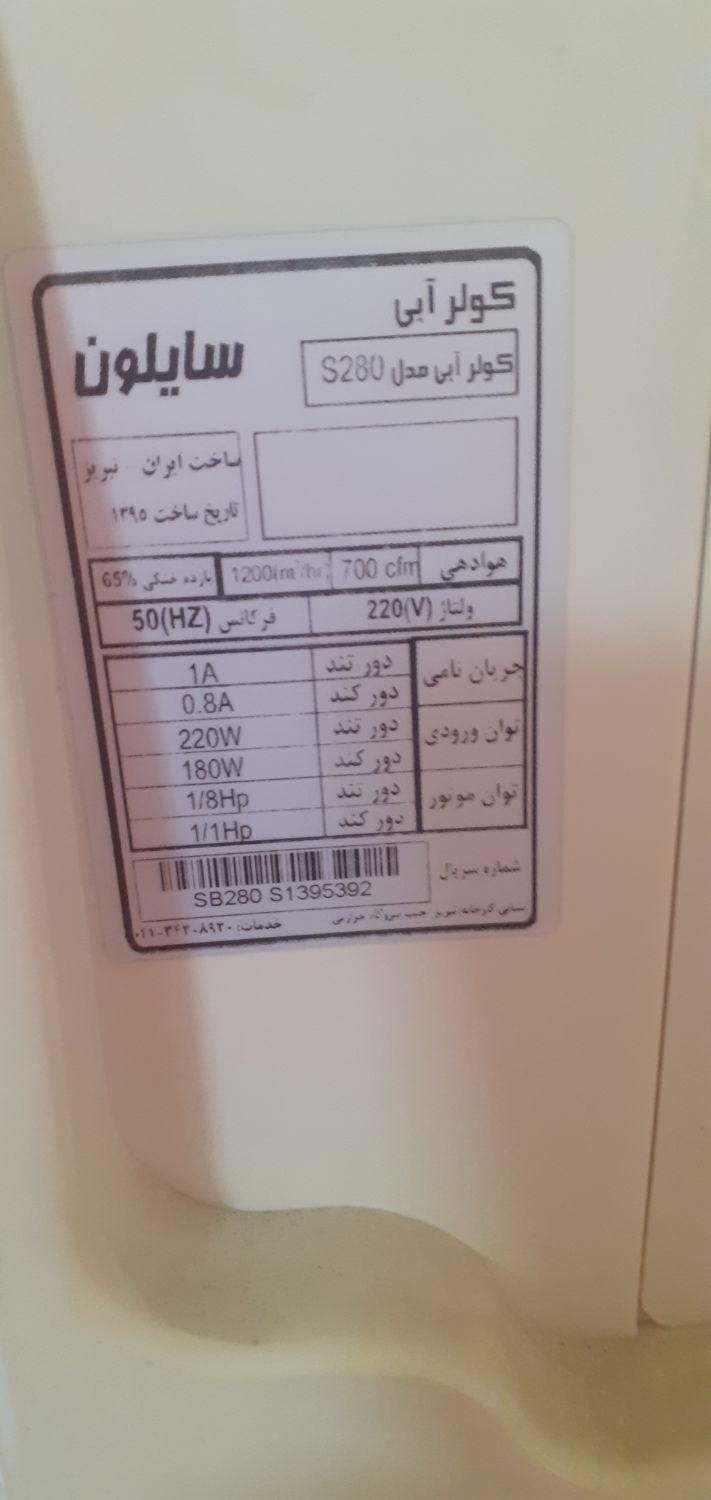 کولر آبی
سایلون
کولر آبی مدل S280
ساخت ایران تبریز
تاریخ ساخت ۱۳۹۵
هوادهی 700 cfm 1200(m³/hr) بازده خنکی 65%
ولتاژ 220(V) فرکانس 50(HZ)
جریان نامی دور تند 1A
دور کند 0.8A
توان ورودی دور تند 220W
دور کند 180W
توان موتور دور تند 1/8Hp
دور کند 1/1Hp
شماره سریال
SB280 S1395392
خدمات: ۰۴۱-۳۴۲۰۸۹۲۰